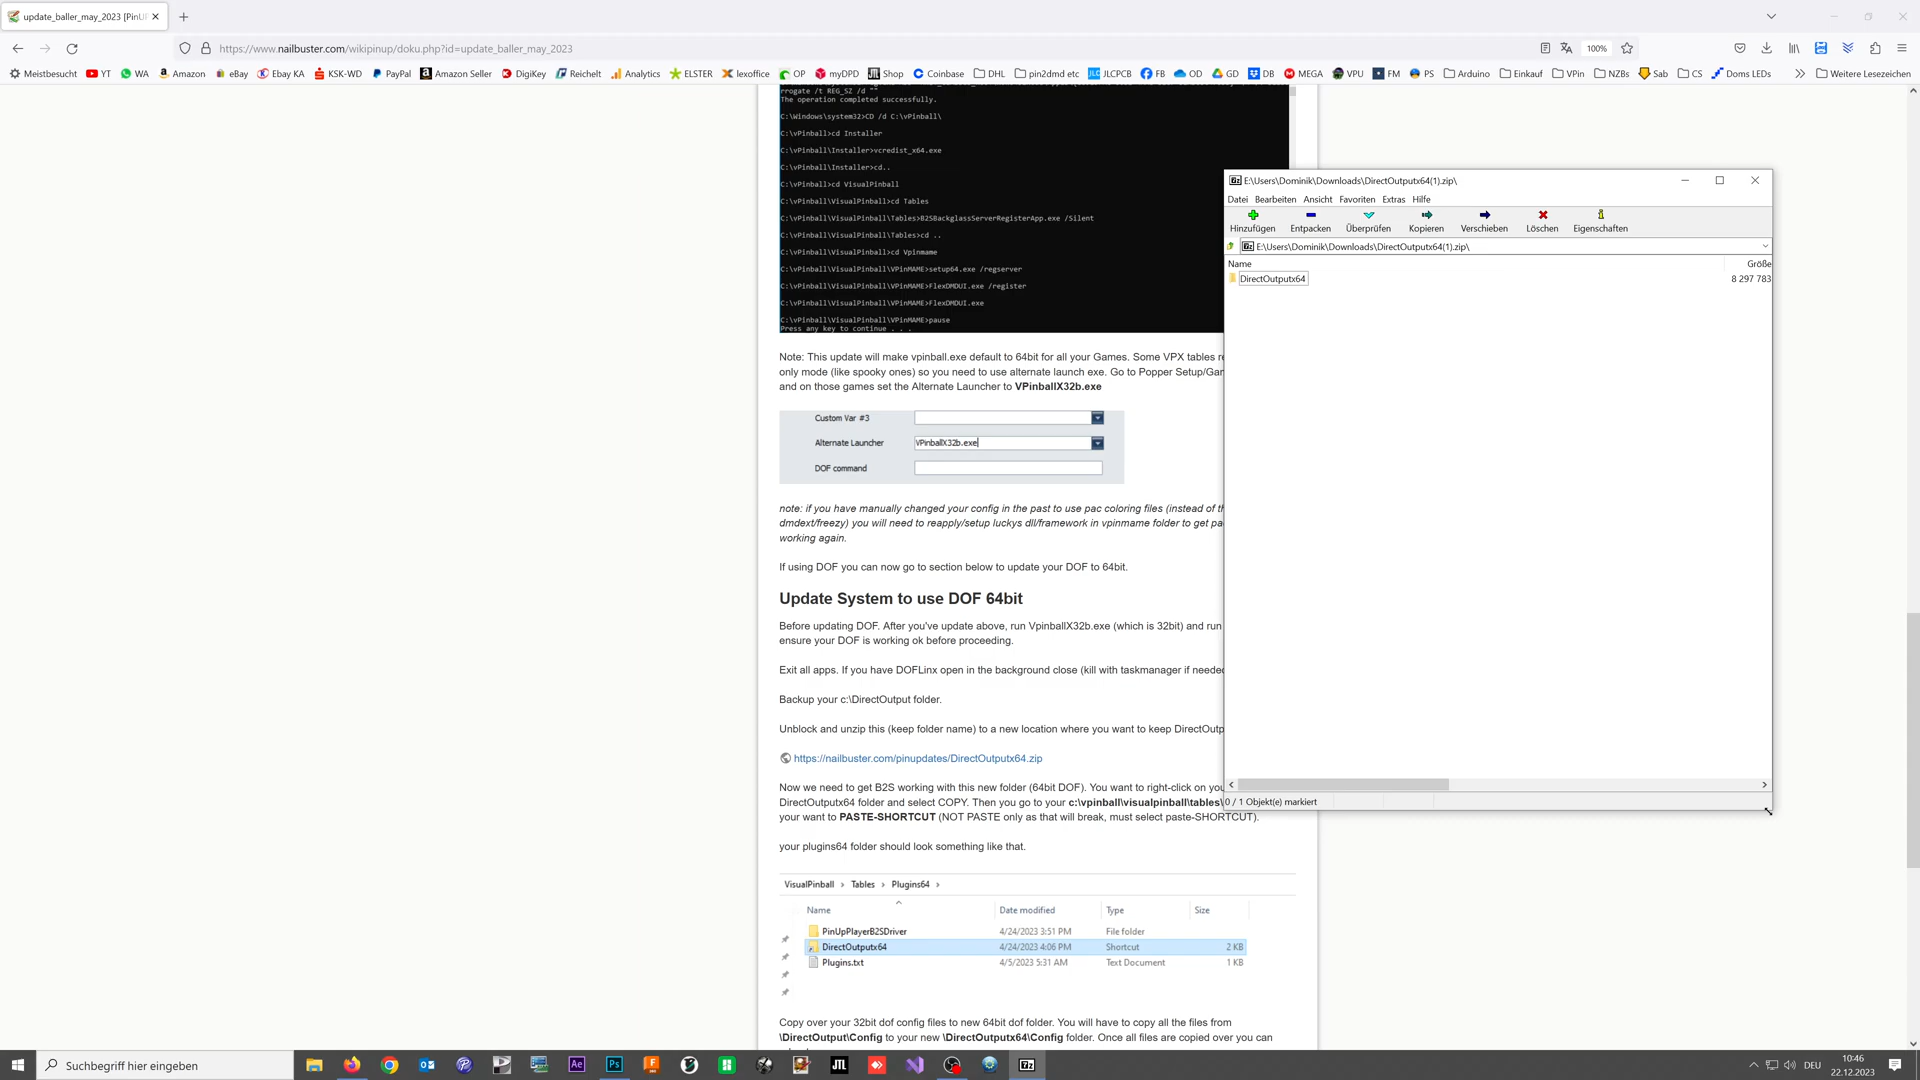 update_baller_may_2023 [PinUP
https://www.nailbuster.com/wikipinup/doku.php?id=update_baller_may_2023
100%
Meistbesucht YT WA Amazon eBay Ebay KA KSK-WD PayPal Amazon Seller DigiKey Reichelt Analytics ELSTER lexoffice OP myDPD Shop Coinbase DHL pin2dmd etc JLCPCB FB OD GD DB MEGA VPU FM PS Arduino Einkauf VPin NZBs Sab CS Doms LEDs Weitere Lesezeichen
rrogate /t REG_SZ /d ""
The operation completed successfully.
C:\Windows\system32>CD /d C:\vPinball\
C:\vPinball>cd Installer
C:\vPinball\Installer>vcredist_x64.exe
C:\vPinball\Installer>cd..
C:\vPinball>cd VisualPinball
C:\vPinball\VisualPinball>cd Tables
C:\vPinball\VisualPinball\Tables>B2SBackglassServerRegisterApp.exe /Silent
C:\vPinball\VisualPinball\Tables>cd ..
C:\vPinball\VisualPinball>cd Vpinmame
C:\vPinball\VisualPinball\VPinMAME>setup64.exe /regserver
C:\vPinball\VisualPinball\VPinMAME>FlexDMDUI.exe /register
C:\vPinball\VisualPinball\VPinMAME>FlexDMDUI.exe
C:\vPinball\VisualPinball\VPinMAME>pause
Press any key to continue . . .
Note: This update will make vpinball.exe default to 64bit for all your Games. Some VPX tables re
only mode (like spooky ones) so you need to use alternate launch exe. Go to Popper Setup/Gam
and on those games set the Alternate Launcher to VPinballX32b.exe
Custom Var #3
Alternate Launcher VPinballX32b.exe
DOF command
note: if you have manually changed your config in the past to use pac coloring files (instead of th
dmdext/freezy) you will need to reapply/setup luckys dll/framework in vpinmame folder to get pa
working again.
If using DOF you can now go to section below to update your DOF to 64bit.
Update System to use DOF 64bit
Before updating DOF. After you've update above, run VpinballX32b.exe (which is 32bit) and run
ensure your DOF is working ok before proceeding.
Exit all apps. If you have DOFLinx open in the background close (kill with taskmanager if needed
Backup your c:\DirectOutput folder.
Unblock and unzip this (keep folder name) to a new location where you want to keep DirectOutp
https://nailbuster.com/pinupdates/DirectOutputx64.zip
Now we need to get B2S working with this new folder (64bit DOF). You want to right-click on you
DirectOutputx64 folder and select COPY. Then you go to your c:\vpinball\visualpinball\tables\
your want to PASTE-SHORTCUT (NOT PASTE only as that will break, must select paste-SHORTCUT).
your plugins64 folder should look something like that.
VisualPinball > Tables > Plugins64 >
Name Date modified Type Size
PinUpPlayerB2SDriver 4/24/2023 3:51 PM File folder
DirectOutputx64 4/24/2023 4:06 PM Shortcut 2 KB
Plugins.txt 4/5/2023 5:31 AM Text Document 1 KB
Copy over your 32bit dof config files to new 64bit dof folder. You will have to copy all the files from
\DirectOutput\Config to your new \DirectOutputx64\Config folder. Once all files are copied over you can
E:\Users\Dominik\Downloads\DirectOutputx64(1).zip\
Datei Bearbeiten Ansicht Favoriten Extras Hilfe
Hinzufügen Entpacken Überprüfen Kopieren Verschieben Löschen Eigenschaften
E:\Users\Dominik\Downloads\DirectOutputx64(1).zip\
Name Größe
DirectOutputx64 8 297 783
0 / 1 Objekt(e) markiert
Suchbegriff hier eingeben
DEU
10:46
22.12.2023